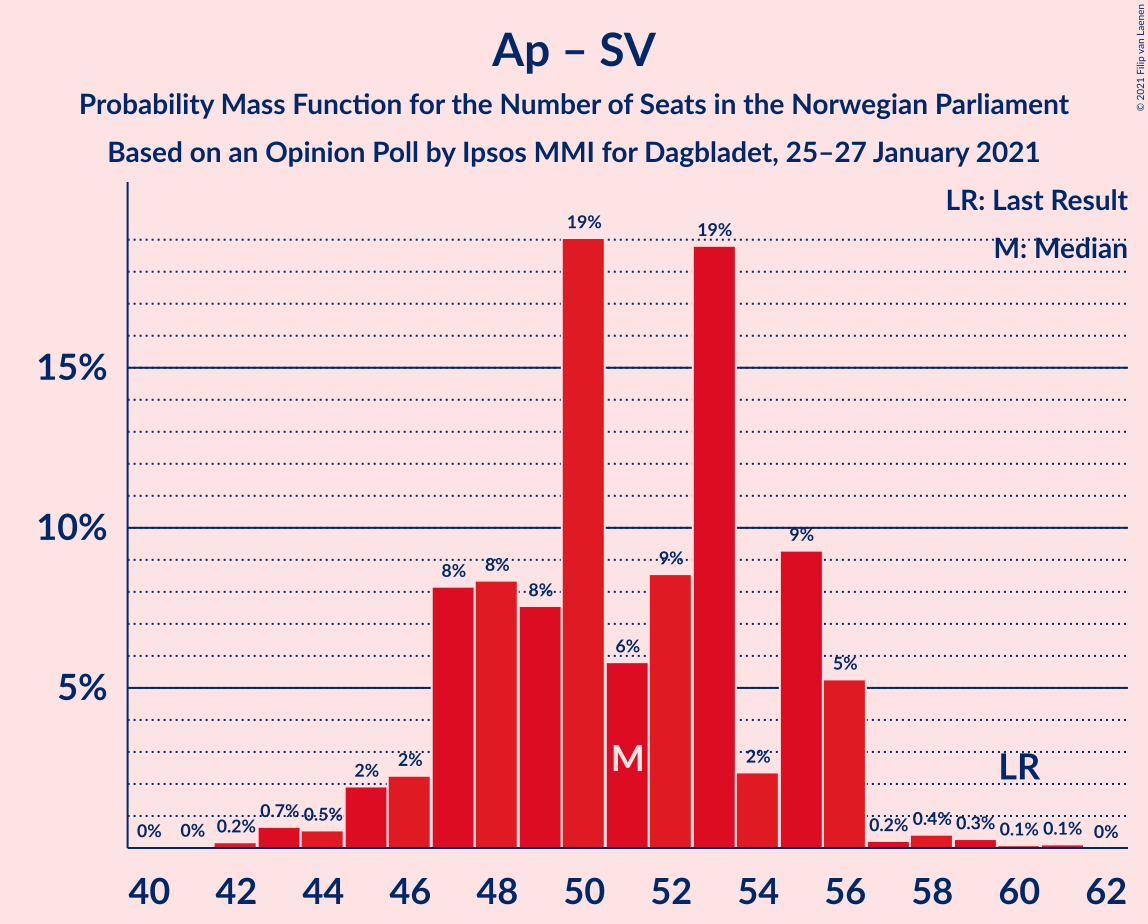 Ap – SV
Probability Mass Function for the Number of Seats in the Norwegian Parliament
Based on an Opinion Poll by Ipsos MMI for Dagbladet, 25–27 January 2021
© 2021 Filip van Laenen
LR: Last Result
M: Median
15%
10%
5%
0%
0%
0.2%
0.7%
0.5%
2%
2%
8%
8%
8%
19%
6%
9%
19%
2%
9%
5%
0.2%
0.4%
0.3%
0.1%
0.1%
0%
M
LR
40 42 44 46 48 50 52 54 56 58 60 62